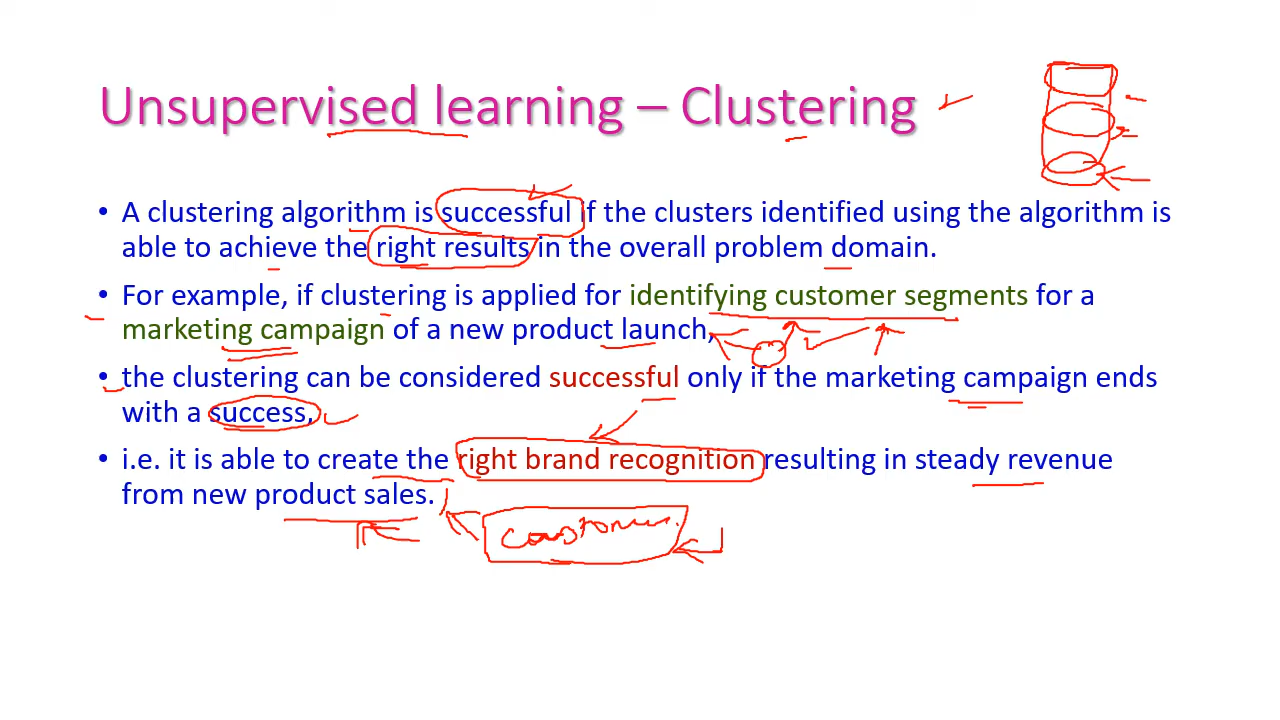 Unsupervised learning – Clustering
• A clustering algorithm is successful if the clusters identified using the algorithm is
able to achieve the right results in the overall problem domain.
• For example, if clustering is applied for identifying customer segments for a
marketing campaign of a new product launch,
• the clustering can be considered successful only if the marketing campaign ends
with a success,
• i.e. it is able to create the right brand recognition resulting in steady revenue
from new product sales.
customer